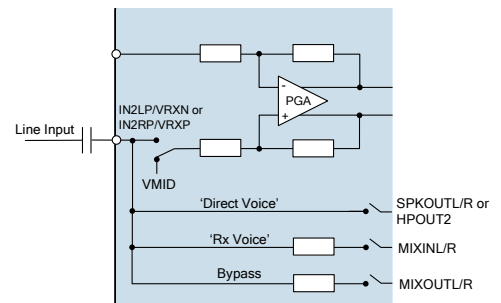 -
PGA
+
IN2LP/VRXN or
IN2RP/VRXP
Line Input
VMID
'Direct Voice'
SPKOUTL/R or
HPOUT2
'Rx Voice'
MIXINL/R
Bypass
MIXOUTL/R